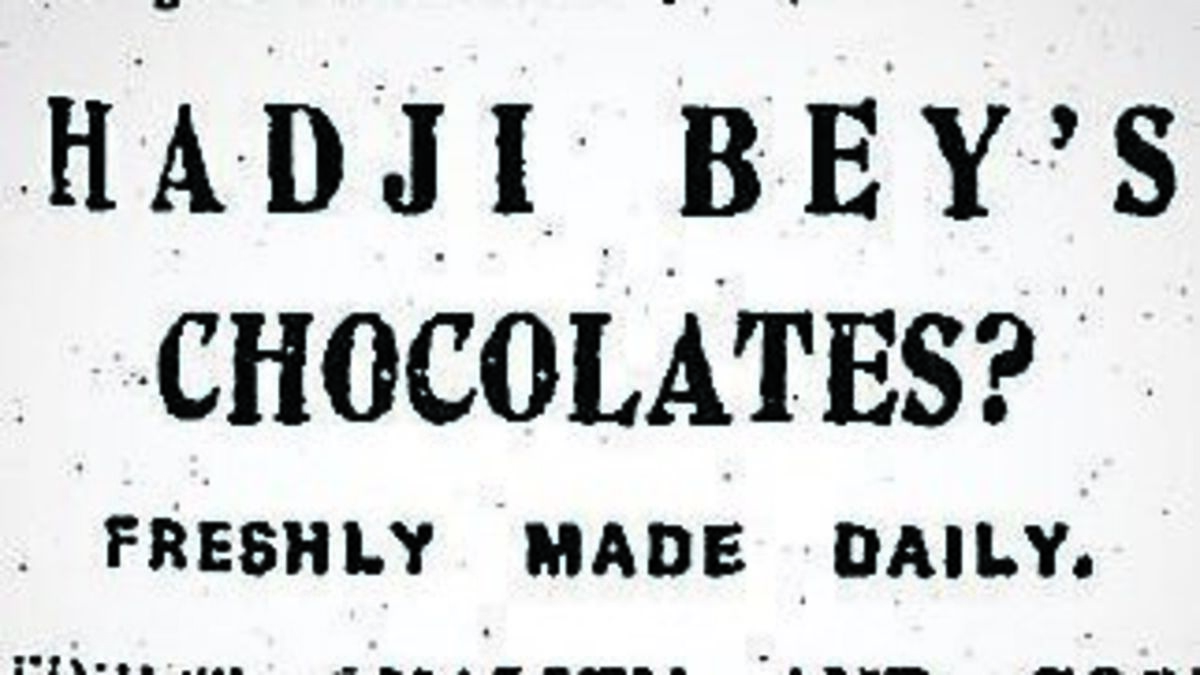 HADJI BEY'S
CHOCOLATES?
FRESHLY MADE DAILY.